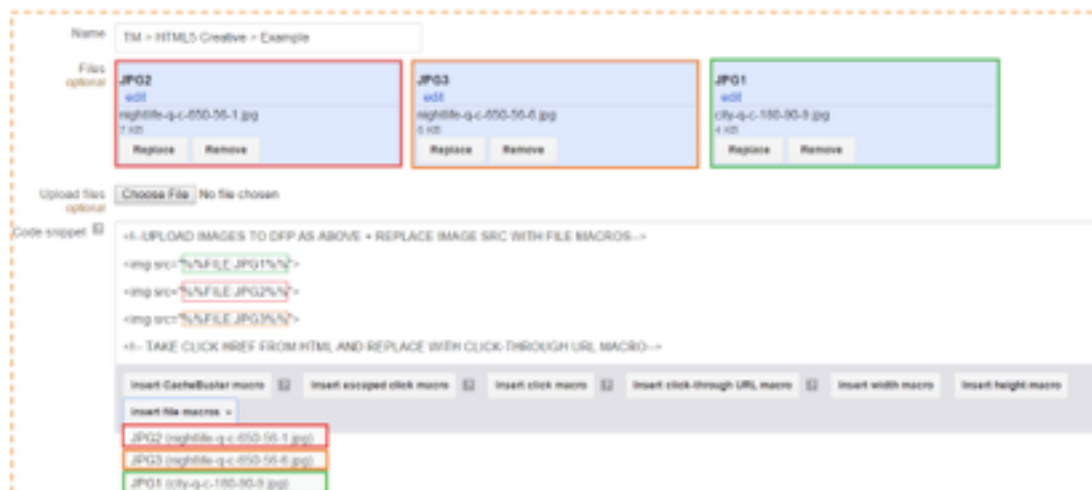 Name TM > HTML5 Creative > Example
Files
optional
JPG2
edit
nightlife-q-c-650-56-1.jpg
7 KB
Replace Remove
JPG3
edit
nightlife-q-c-650-56-6.jpg
6 KB
Replace Remove
JPG1
edit
city-q-c-180-90-9.jpg
4 KB
Replace Remove
Upload files
optional
Choose File No file chosen
Code snippet
<!--UPLOAD IMAGES TO DFP AS ABOVE + REPLACE IMAGE SRC WITH FILE MACROS-->
<img src="%%FILE:JPG1%%">
<img src="%%FILE:JPG2%%">
<img src="%%FILE:JPG3%%">
<!-- TAKE CLICK HREF FROM HTML AND REPLACE WITH CLICK-THROUGH URL MACRO-->
Insert CacheBuster macro Insert escaped click macro Insert click macro Insert click-through URL macro Insert width macro Insert height macro
Insert file macros
JPG2 (nightlife-q-c-650-56-1.jpg)
JPG3 (nightlife-q-c-650-56-6.jpg)
JPG1 (city-q-c-180-90-9.jpg)